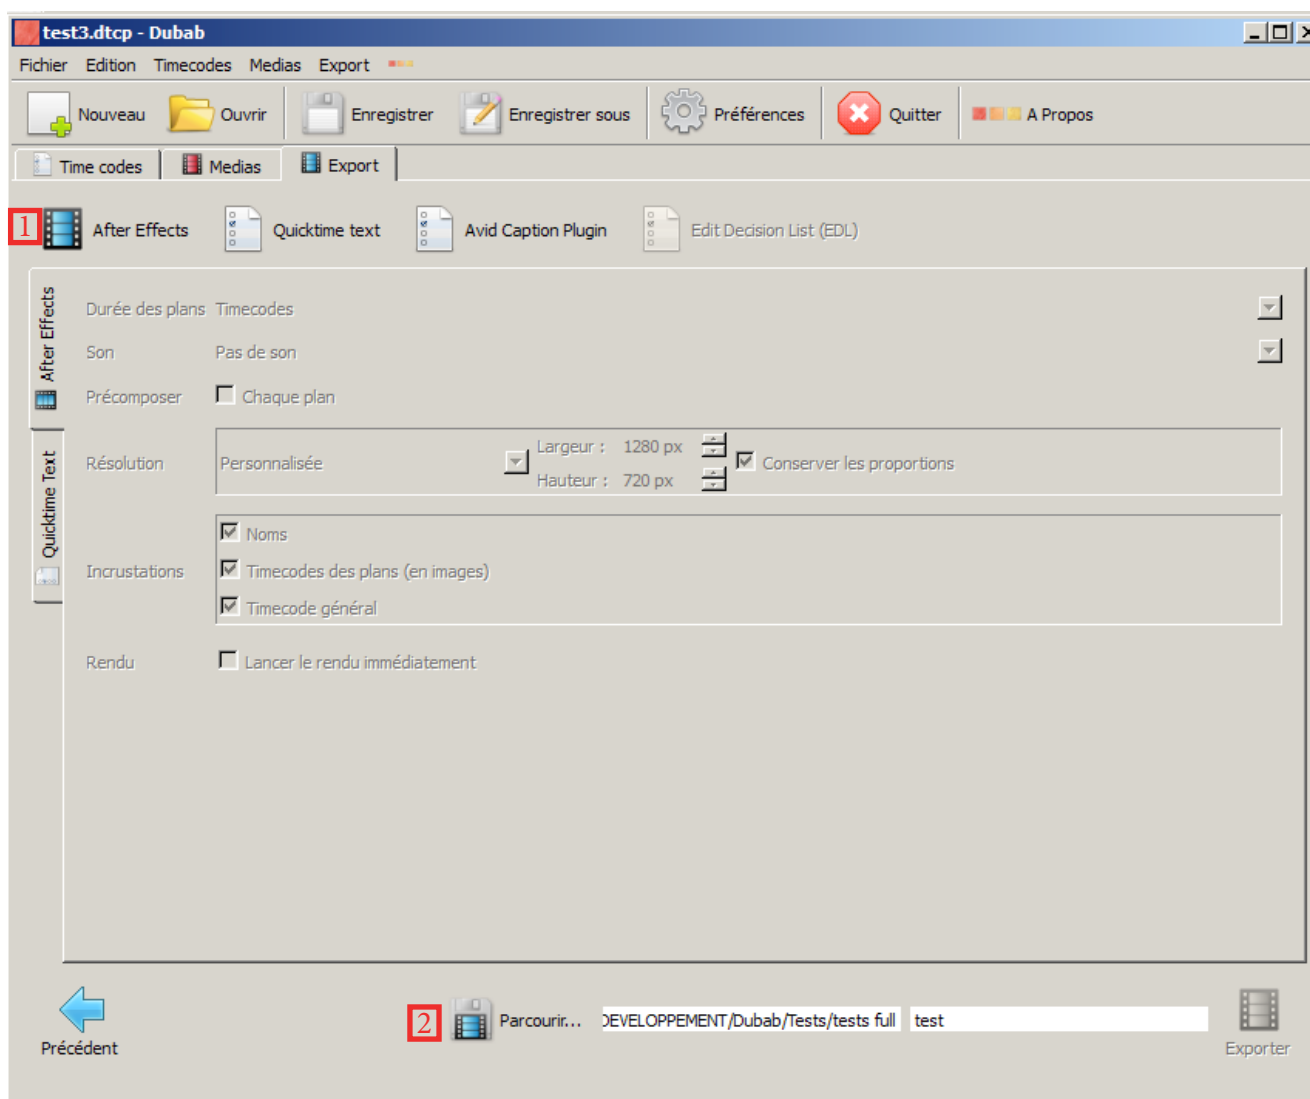 test3.dtcp - Dubab
Fichier Edition Timecodes Medias Export
Nouveau Ouvrir Enregistrer Enregistrer sous Préférences Quitter A Propos
Time codes Medias Export
1 After Effects Quicktime text Avid Caption Plugin Edit Decision List (EDL)
After Effects
Quicktime Text
Durée des plans Timecodes
Son Pas de son
Précomposer Chaque plan
Résolution Personnalisée Largeur : 1280 px Conserver les proportions
Hauteur : 720 px
Noms
Incrustations Timecodes des plans (en images)
Timecode général
Rendu Lancer le rendu immédiatement
2 Parcourir... DEVELOPPEMENT/Dubab/Tests/tests full test
Précédent Exporter